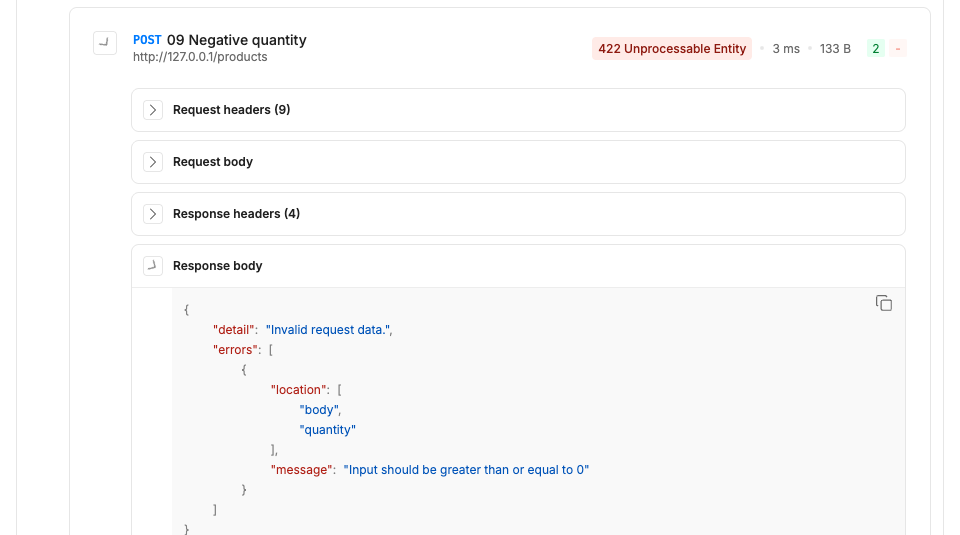 POST 09 Negative quantity
http://127.0.0.1/products
422 Unprocessable Entity • 3 ms • 133 B 2 -
Request headers (9)
Request body
Response headers (4)
Response body
{
    "detail": "Invalid request data.",
    "errors": [
        {
            "location": [
                "body",
                "quantity"
            ],
            "message": "Input should be greater than or equal to 0"
        }
    ]
}